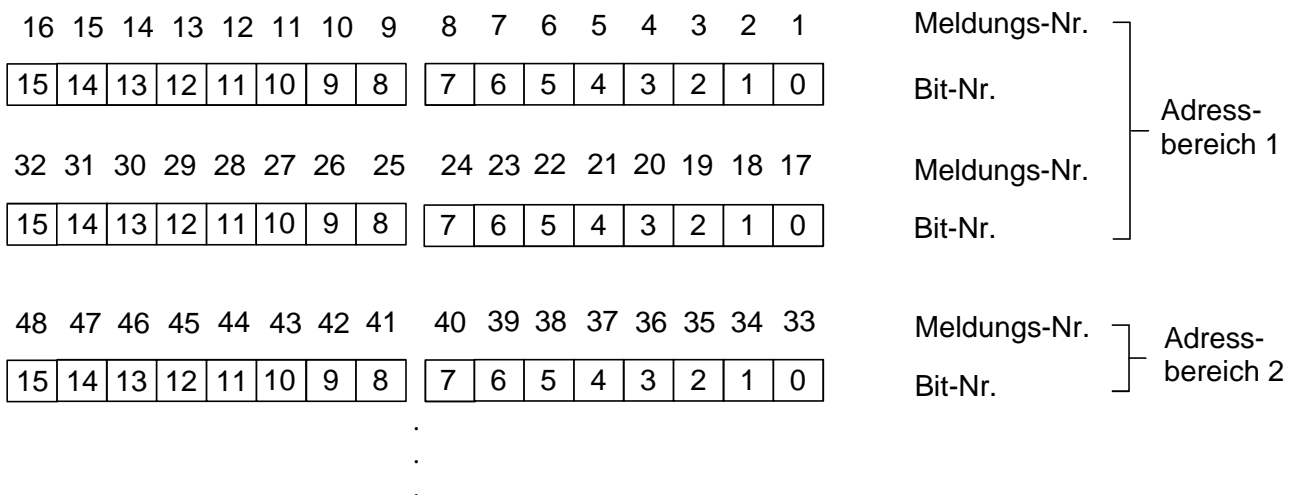 16 15 14 13 12 11 10 9 8 7 6 5 4 3 2 1 Meldungs-Nr.
15 14 13 12 11 10 9 8 7 6 5 4 3 2 1 0 Bit-Nr.
Adress-
bereich 1
32 31 30 29 28 27 26 25 24 23 22 21 20 19 18 17 Meldungs-Nr.
15 14 13 12 11 10 9 8 7 6 5 4 3 2 1 0 Bit-Nr.
48 47 46 45 44 43 42 41 40 39 38 37 36 35 34 33 Meldungs-Nr.
15 14 13 12 11 10 9 8 7 6 5 4 3 2 1 0 Bit-Nr.
Adress-
bereich 2
.
.
.